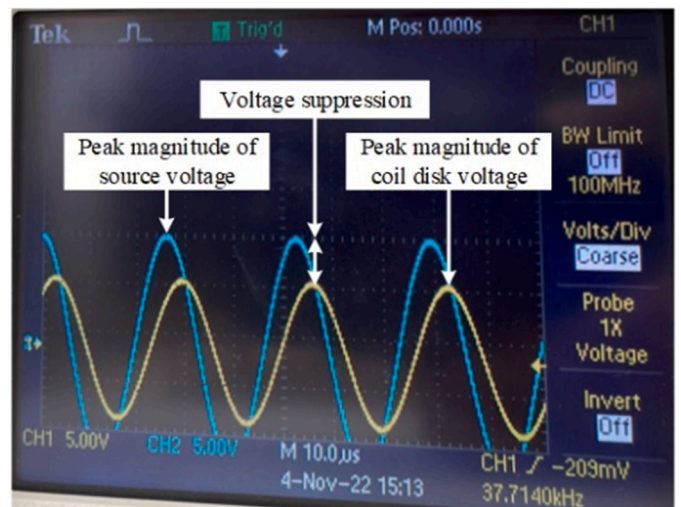 Tek
Trig'd
M Pos: 0.000s
CH1
Coupling
DC
BW Limit
Off
100MHz
Volts/Div
Coarse
Probe
1X
Voltage
Invert
Off
Voltage suppression
Peak magnitude of
source voltage
Peak magnitude of
coil disk voltage
CH1 5.00V
CH2 5.00V
M 10.0µs
CH1 -209mV
4-Nov-22 15:13
37.7140kHz